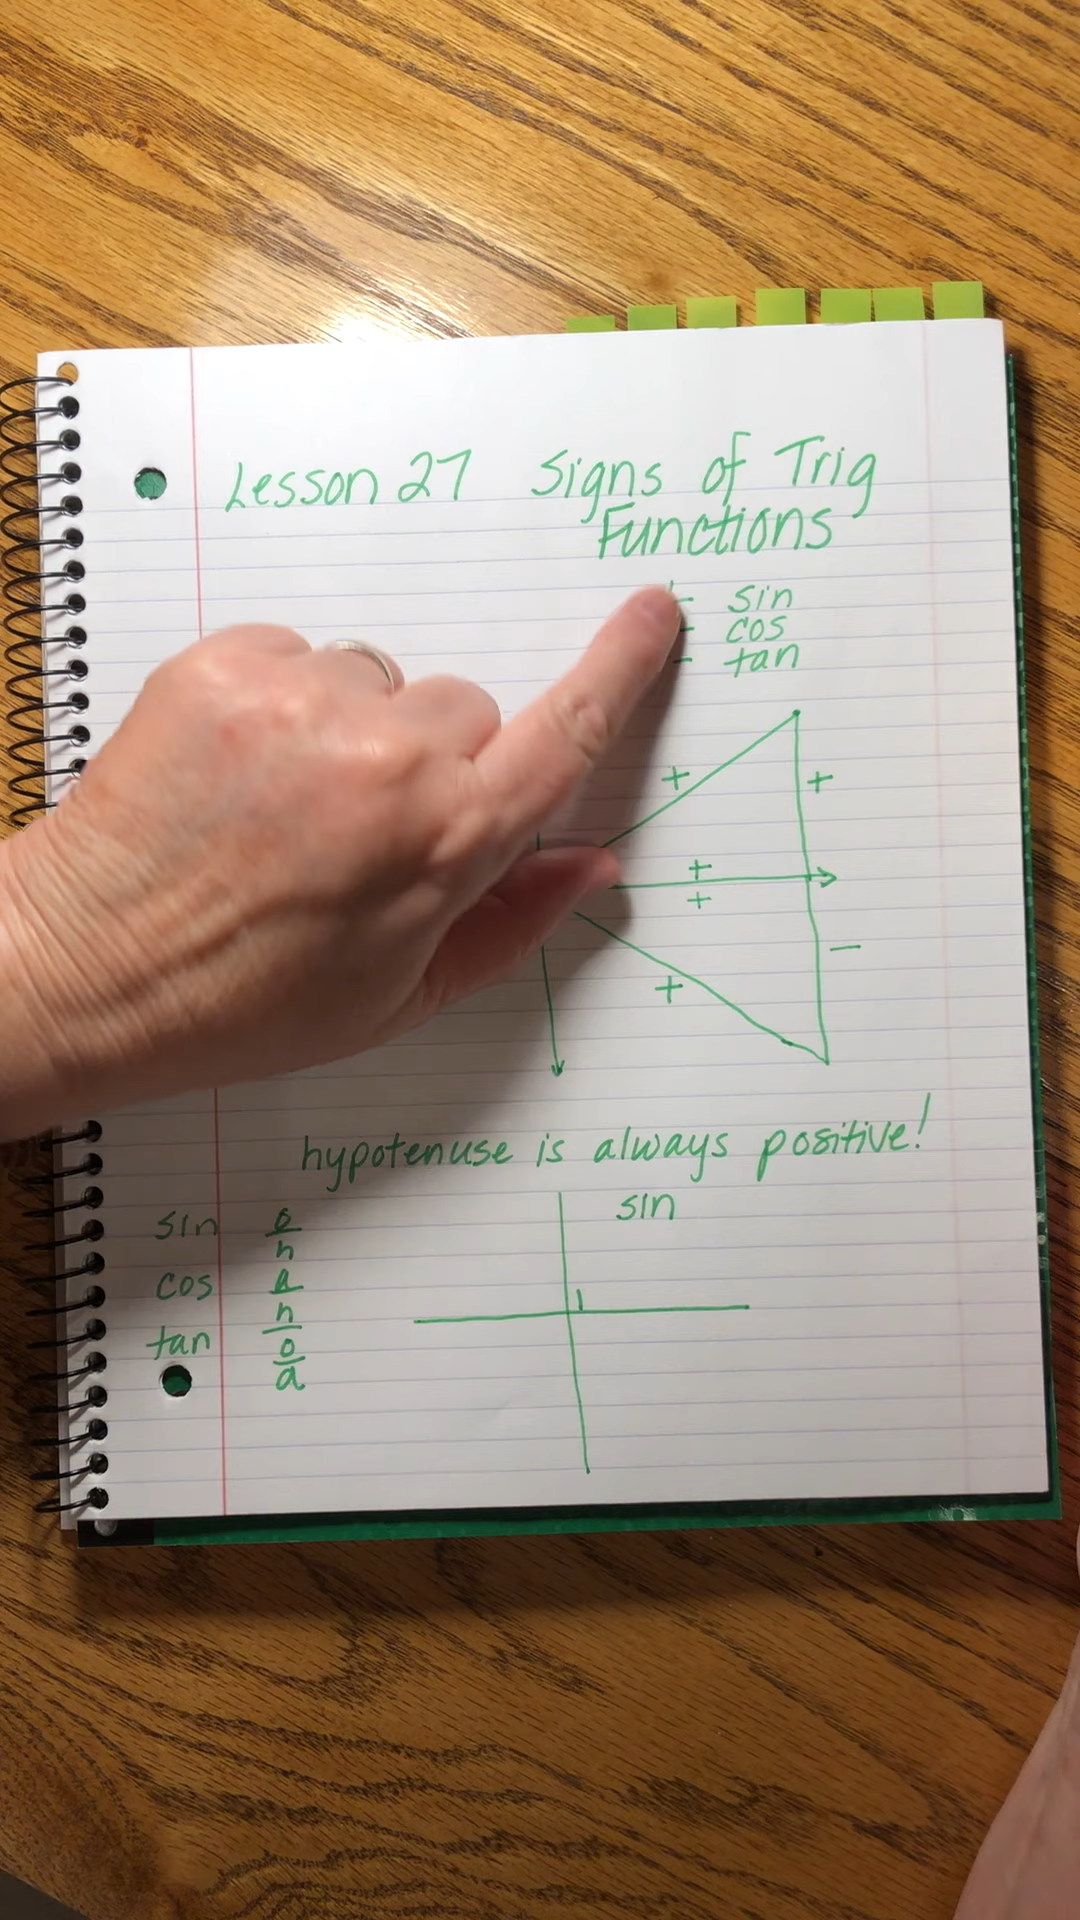 Lesson 27 Signs of Trig
Functions
+ sin
- cos
- tan
+ +
+
+
-
+
hypotenuse is always positive!
sin
sin o/h
cos a/h
tan o/a